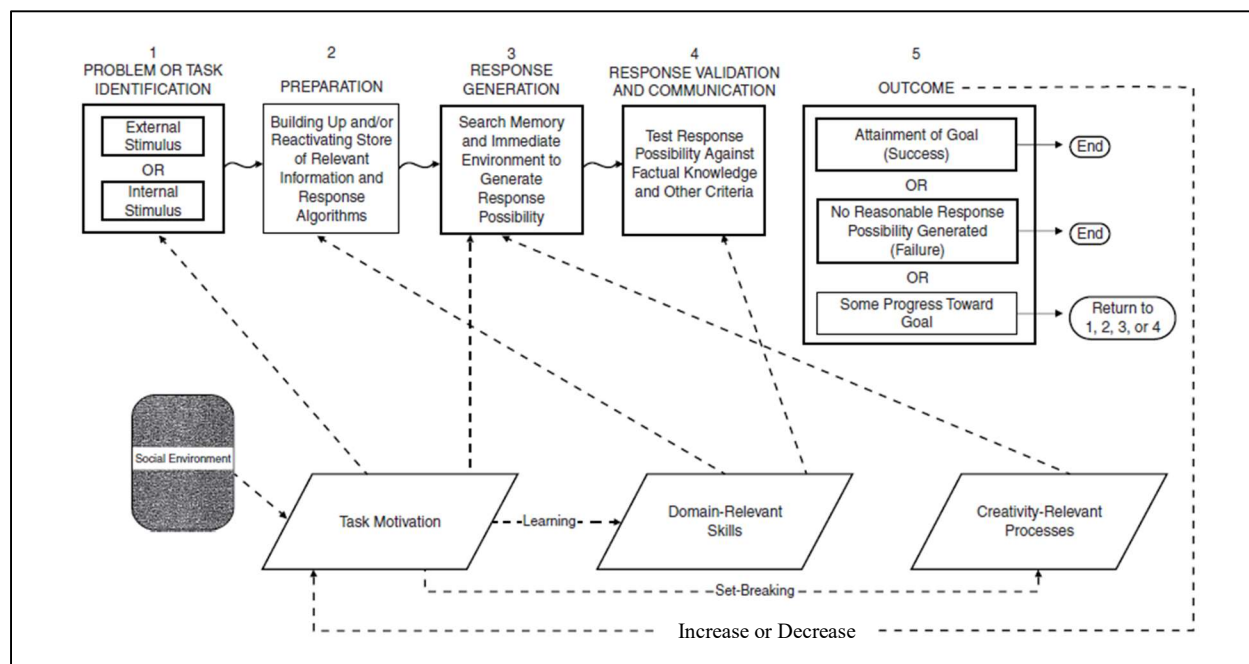 1
PROBLEM OR TASK
IDENTIFICATION
External
Stimulus
OR
Internal
Stimulus
2
PREPARATION
Building Up and/or
Reactivating Store
of Relevant
Information and
Response
Algorithms
3
RESPONSE
GENERATION
Search Memory
and Immediate
Environment to
Generate
Response
Possibility
4
RESPONSE VALIDATION
AND COMMUNICATION
Test Response
Possibility Against
Factual Knowledge
and Other Criteria
5
OUTCOME
Attainment of Goal
(Success)
End
OR
No Reasonable Response
Possibility Generated
(Failure)
End
OR
Some Progress Toward
Goal
Return to
1, 2, 3, or 4
Social Environment
Task Motivation
Learning
Domain-Relevant
Skills
Creativity-Relevant
Processes
Set-Breaking
Increase or Decrease